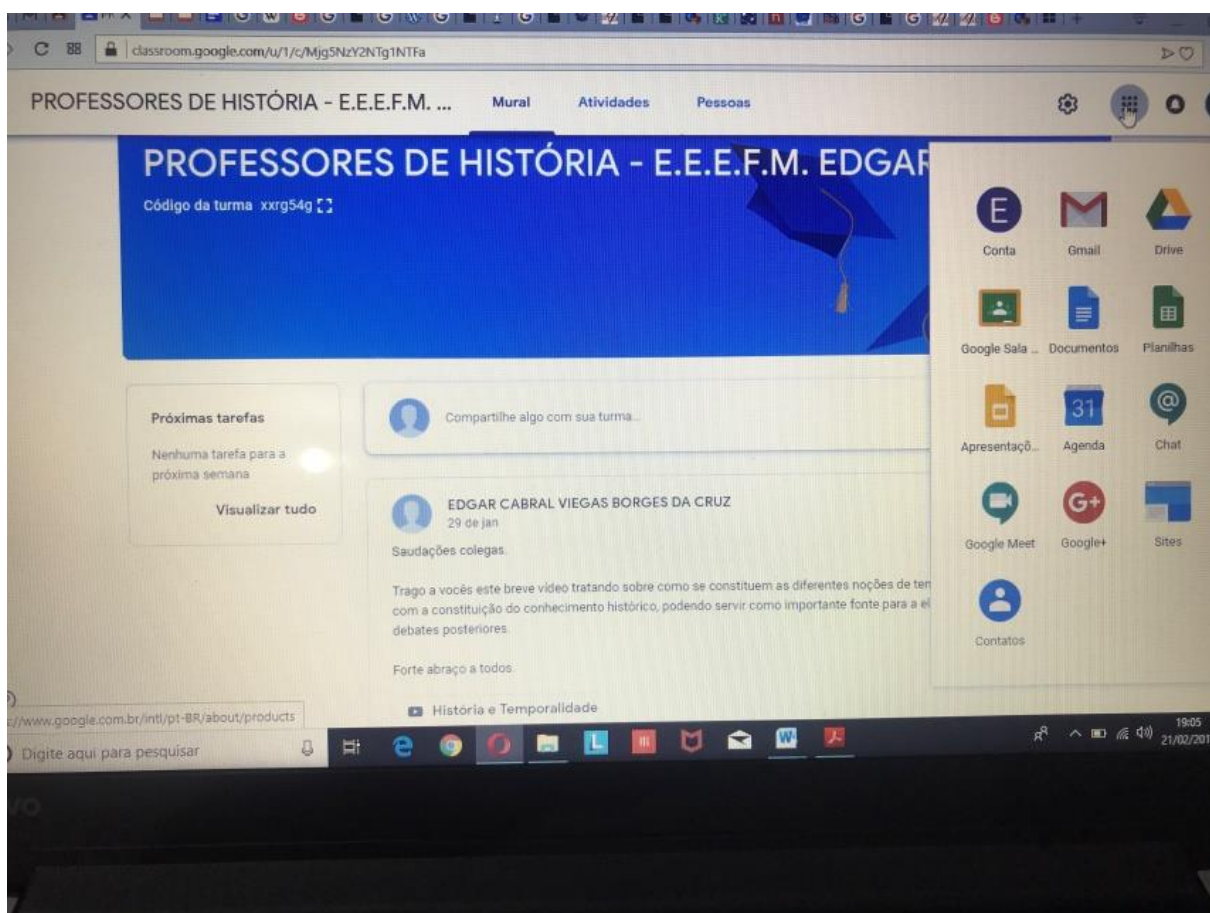 classroom.google.com/u/1/c/Mjg5NzY2NTg1NTFa
PROFESSORES DE HISTÓRIA - E.E.E.F.M. ...
Mural
Atividades
Pessoas
PROFESSORES DE HISTÓRIA - E.E.E.F.M. EDGAR
Código da turma xxrg54g
Conta
Gmail
Drive
Google Sala ...
Documentos
Planilhas
Apresentaçõ...
31
Agenda
Chat
Google Meet
G+
Google+
Sites
Contatos
Próximas tarefas
Nenhuma tarefa para a
próxima semana
Visualizar tudo
Compartilhe algo com sua turma...
EDGAR CABRAL VIEGAS BORGES DA CRUZ
29 de jan
Saudações colegas.
Trago a vocês este breve vídeo tratando sobre como se constituem as diferentes noções de ten
com a constituição do conhecimento histórico, podendo servir como importante fonte para a el
debates posteriores.
Forte abraço a todos.
História e Temporalidade
://www.google.com.br/intl/pt-BR/about/products
Digite aqui para pesquisar
19:05
21/02/201